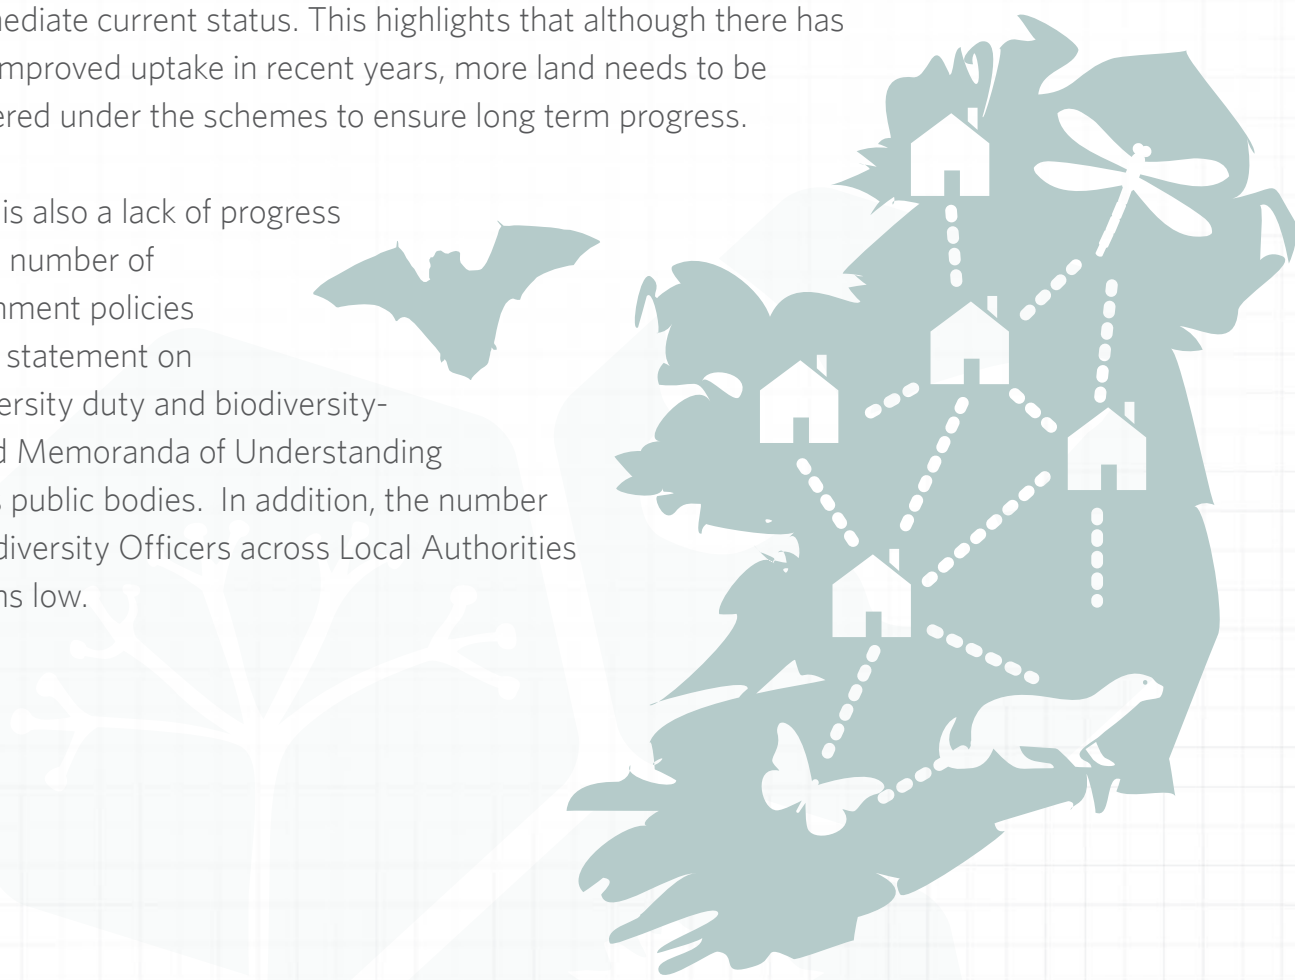 ediate current status. This highlights that although there has
improved uptake in recent years, more land needs to be
ered under the schemes to ensure long term progress.
is also a lack of progress
number of
nment policies
statement on
ersity duty and biodiversity-
d Memoranda of Understanding
s public bodies. In addition, the number
diversity Officers across Local Authorities
ns low.